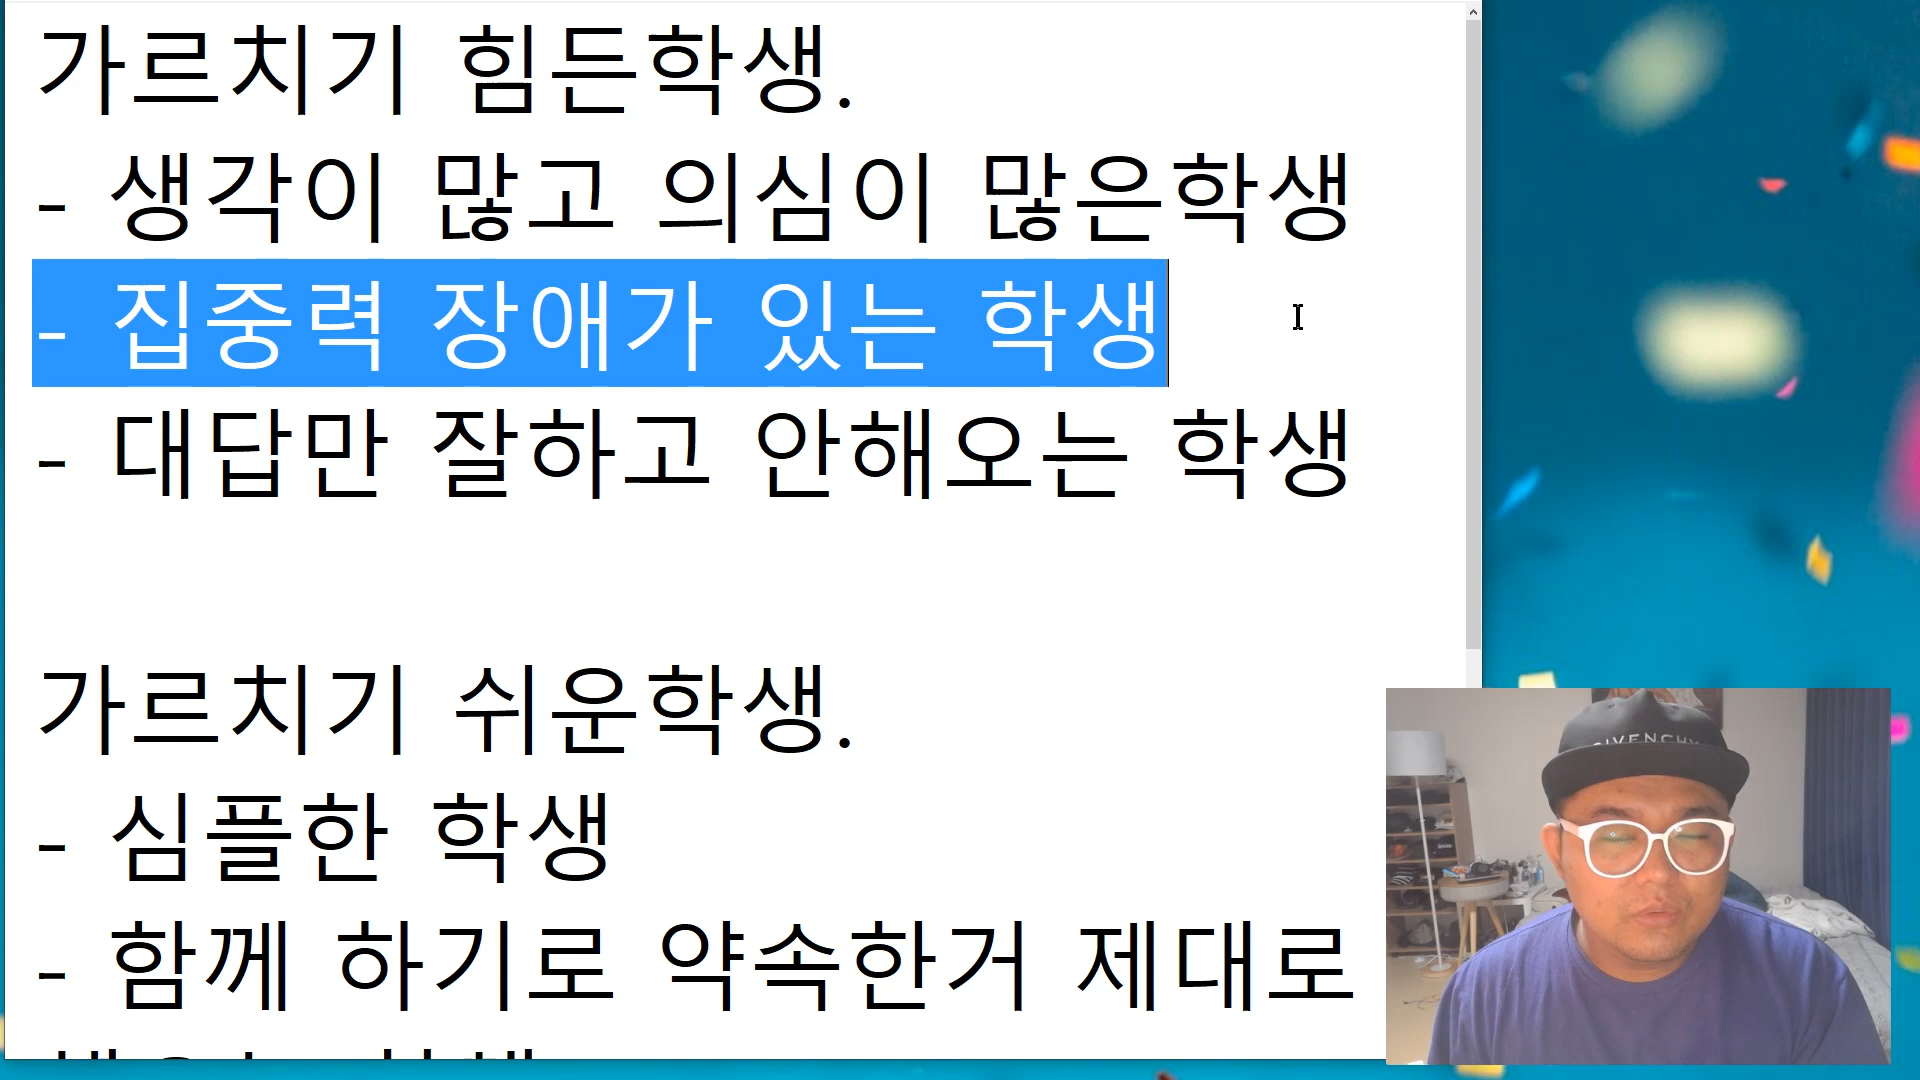 가르치기 힘든학생.
- 생각이 많고 의심이 많은학생
- 집중력 장애가 있는 학생
- 대답만 잘하고 안해오는 학생
가르치기 쉬운학생.
- 심플한 학생
- 함께 하기로 약속한거 제대로
GIVENCHY